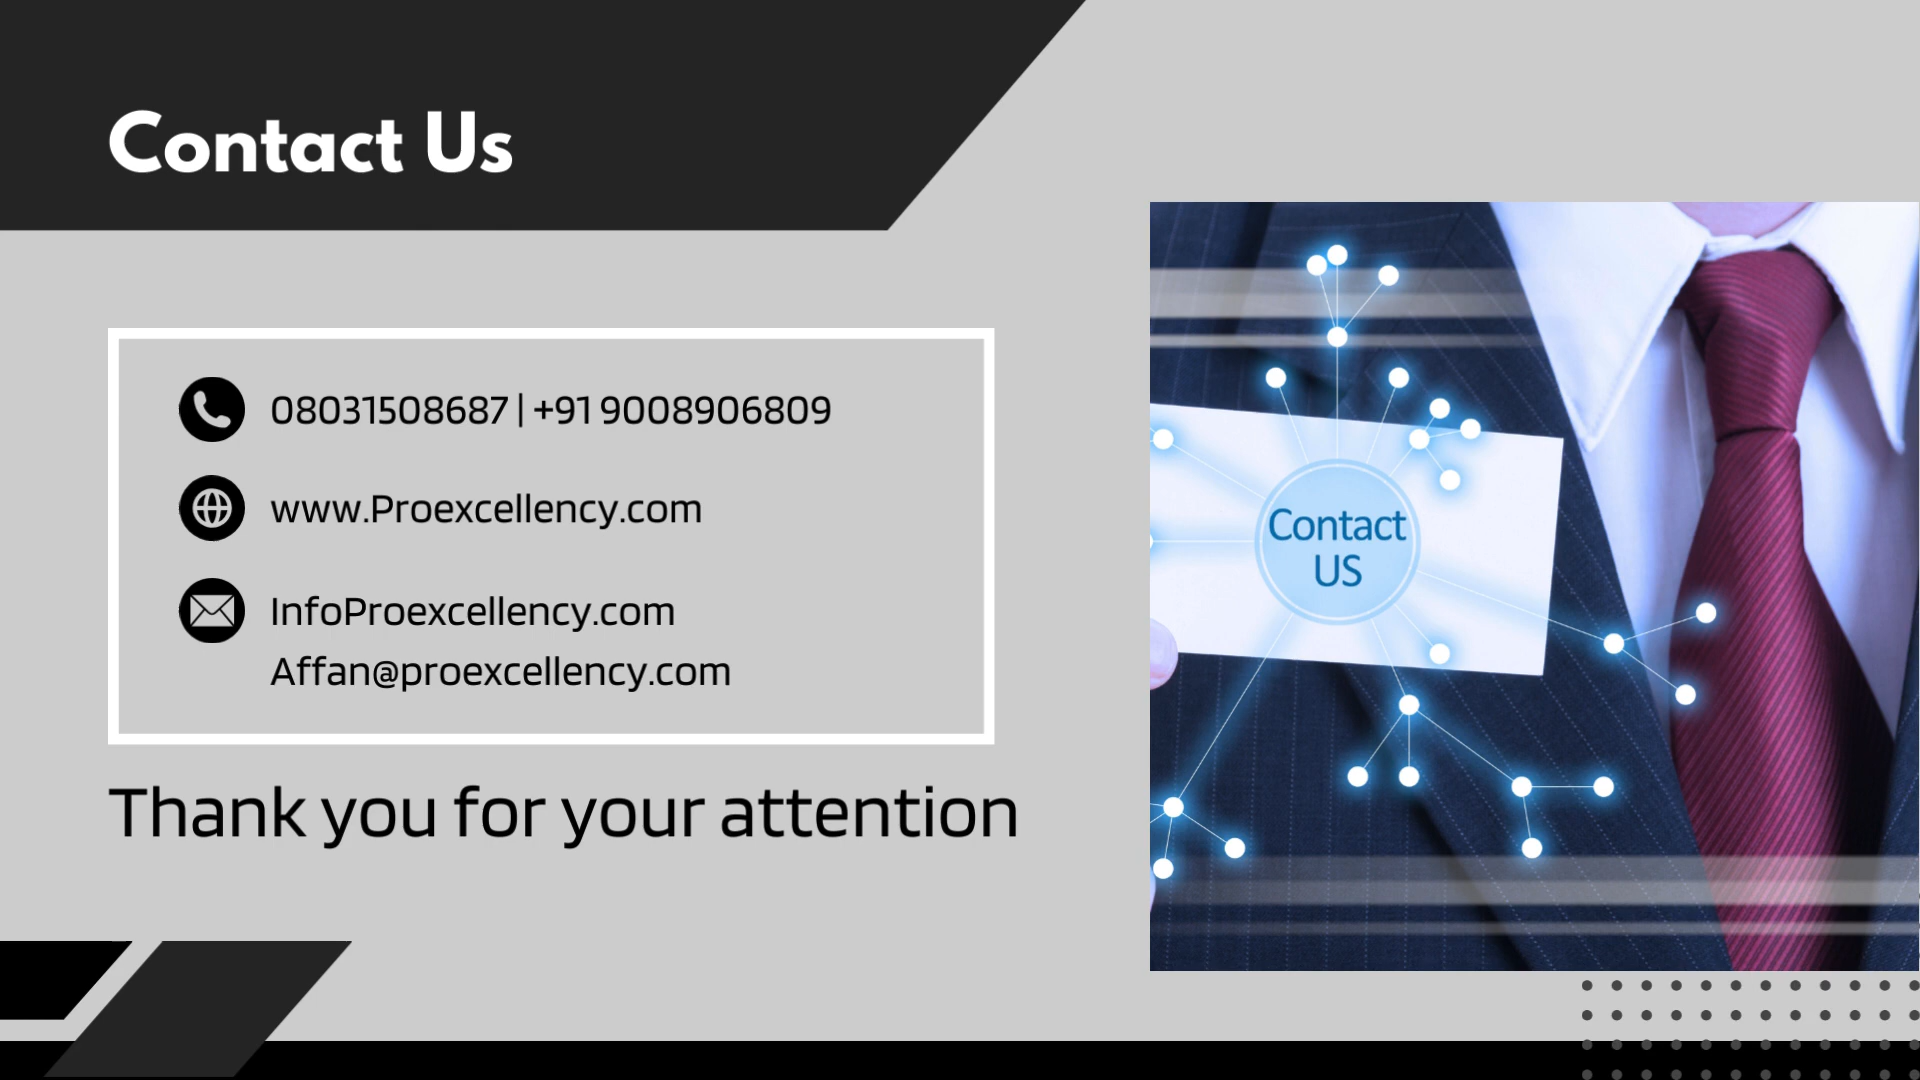 Contact Us
08031508687 | +91 9008906809
www.Proexcellency.com
InfoProexcellency.com
Affan@proexcellency.com
Thank you for your attention
Contact
US